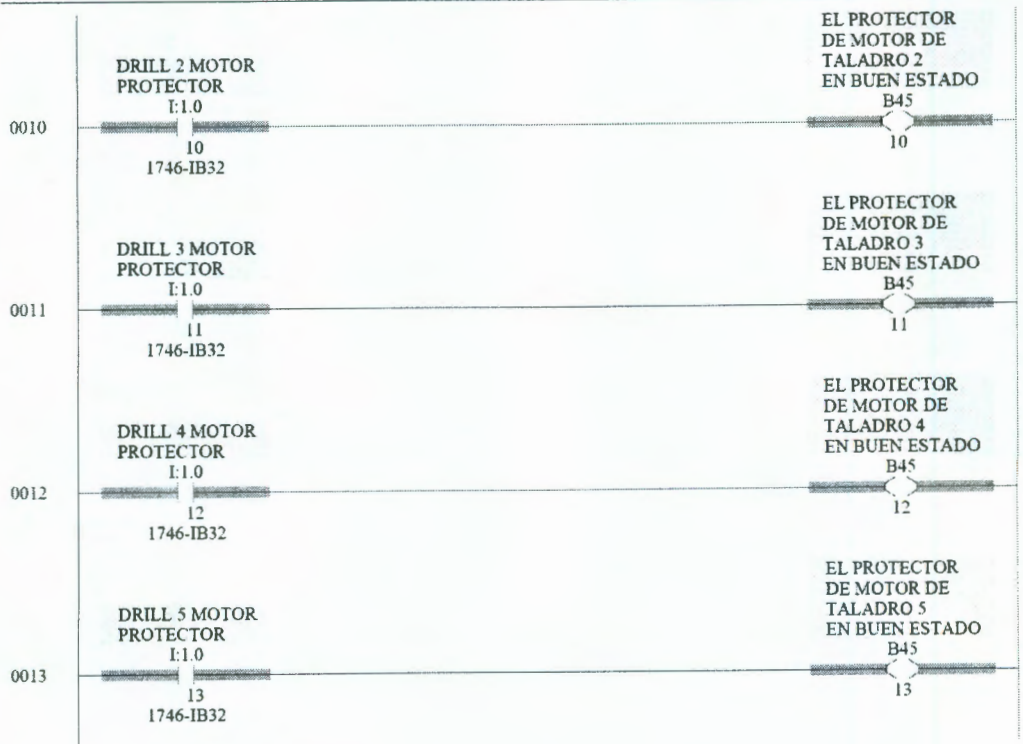 DRILL 2 MOTOR
PROTECTOR
I:1.0
10
1746-IB32
0010
EL PROTECTOR
DE MOTOR DE
TALADRO 2
EN BUEN ESTADO
B45
10
DRILL 3 MOTOR
PROTECTOR
I:1.0
11
1746-IB32
0011
EL PROTECTOR
DE MOTOR DE
TALADRO 3
EN BUEN ESTADO
B45
11
DRILL 4 MOTOR
PROTECTOR
I:1.0
12
1746-IB32
0012
EL PROTECTOR
DE MOTOR DE
TALADRO 4
EN BUEN ESTADO
B45
12
DRILL 5 MOTOR
PROTECTOR
I:1.0
13
1746-IB32
0013
EL PROTECTOR
DE MOTOR DE
TALADRO 5
EN BUEN ESTADO
B45
13